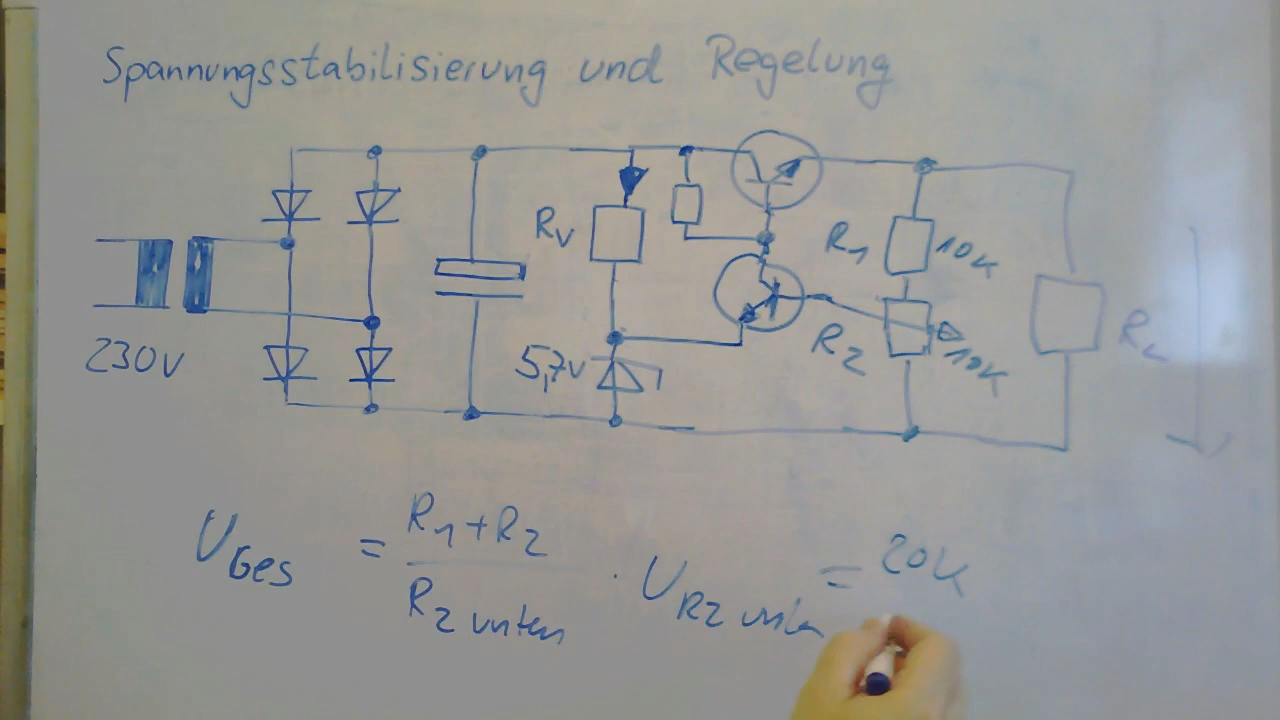 Spannungsstabilisierung und Regelung
RV
R1
10K
230V
5,7V
R2
10K
RL
UGes = R1+R2 / R2 unten · UR2 unten = 20K